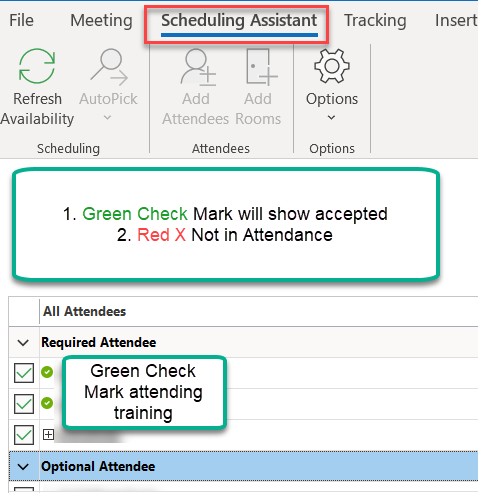 File Meeting Scheduling Assistant Tracking Insert
Refresh Availability
AutoPick
Add Attendees
Add Rooms
Options
Scheduling Attendees Options
1. Green Check Mark will show accepted
2. Red X Not in Attendance
All Attendees
Required Attendee
Green Check
Mark attending
training
Optional Attendee